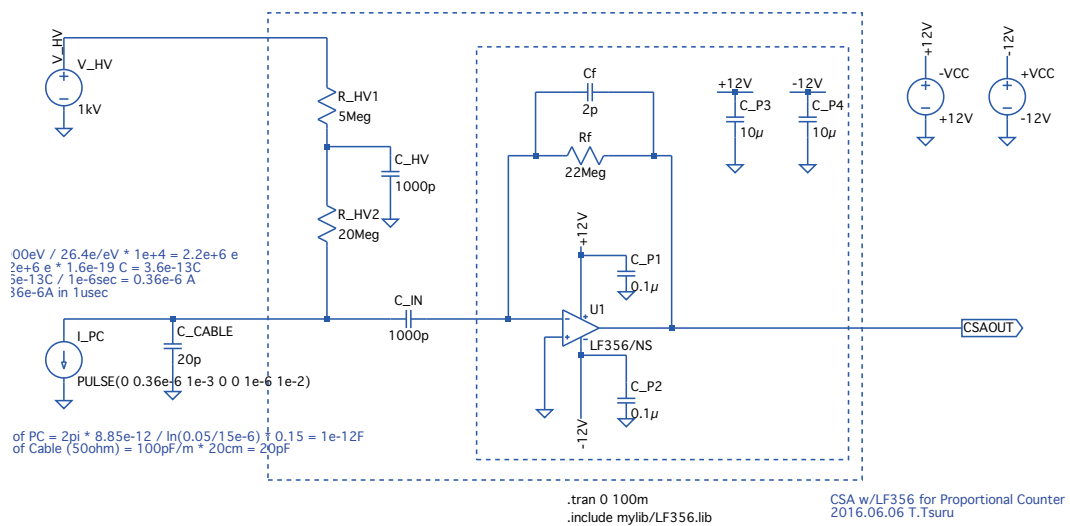 V_HV
V_HV
1kV
R_HV1
5Meg
C_HV
1000p
R_HV2
20Meg
Cf
2p
Rf
22Meg
+12V
C_P3
10µ
-12V
C_P4
10µ
+12V
-VCC
+12V
-12V
+VCC
-12V
00eV / 26.4e/eV * 1e+4 = 2.2e+6 e
2e+6 e * 1.6e-19 C = 3.6e-13C
6e-13C / 1e-6sec = 0.36e-6 A
36e-6A in 1usec
+12V
C_P1
0.1µ
C_IN
1000p
U1
LF356/NS
CSAOUT
I_PC
C_CABLE
20p
PULSE(0 0.36e-6 1e-3 0 0 1e-6 1e-2)
C_P2
0.1µ
-12V
of PC = 2pi * 8.85e-12 / ln(0.05/15e-6) * 0.15 = 1e-12F
of Cable (50ohm) = 100pF/m * 20cm = 20pF
.tran 0 100m
.include mylib/LF356.lib
CSA w/LF356 for Proportional Counter
2016.06.06 T.Tsuru